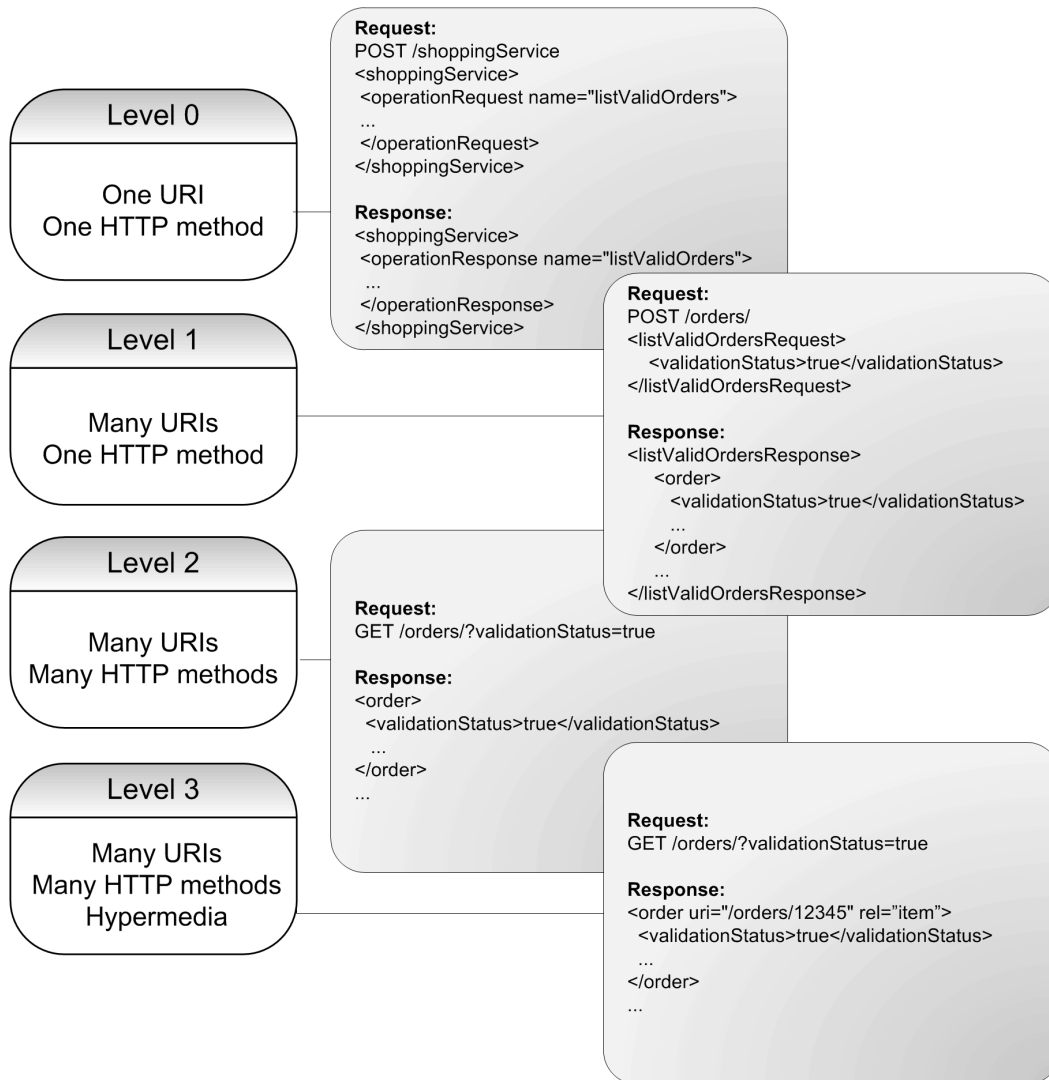 Level 0
One URI
One HTTP method
Request:
POST /shoppingService
<shoppingService>
<operationRequest name="listValidOrders">
...
</operationRequest>
</shoppingService>
Response:
<shoppingService>
<operationResponse name="listValidOrders">
...
</operationResponse>
</shoppingService>
Level 1
Many URIs
One HTTP method
Request:
POST /orders/
<listValidOrdersRequest>
<validationStatus>true</validationStatus>
</listValidOrdersRequest>
Response:
<listValidOrdersResponse>
<order>
<validationStatus>true</validationStatus>
...
</order>
...
</listValidOrdersResponse>
Level 2
Many URIs
Many HTTP methods
Request:
GET /orders/?validationStatus=true
Response:
<order>
<validationStatus>true</validationStatus>
...
</order>
...
Level 3
Many URIs
Many HTTP methods
Hypermedia
Request:
GET /orders/?validationStatus=true
Response:
<order uri="/orders/12345" rel=”item”>
<validationStatus>true</validationStatus>
...
</order>
...